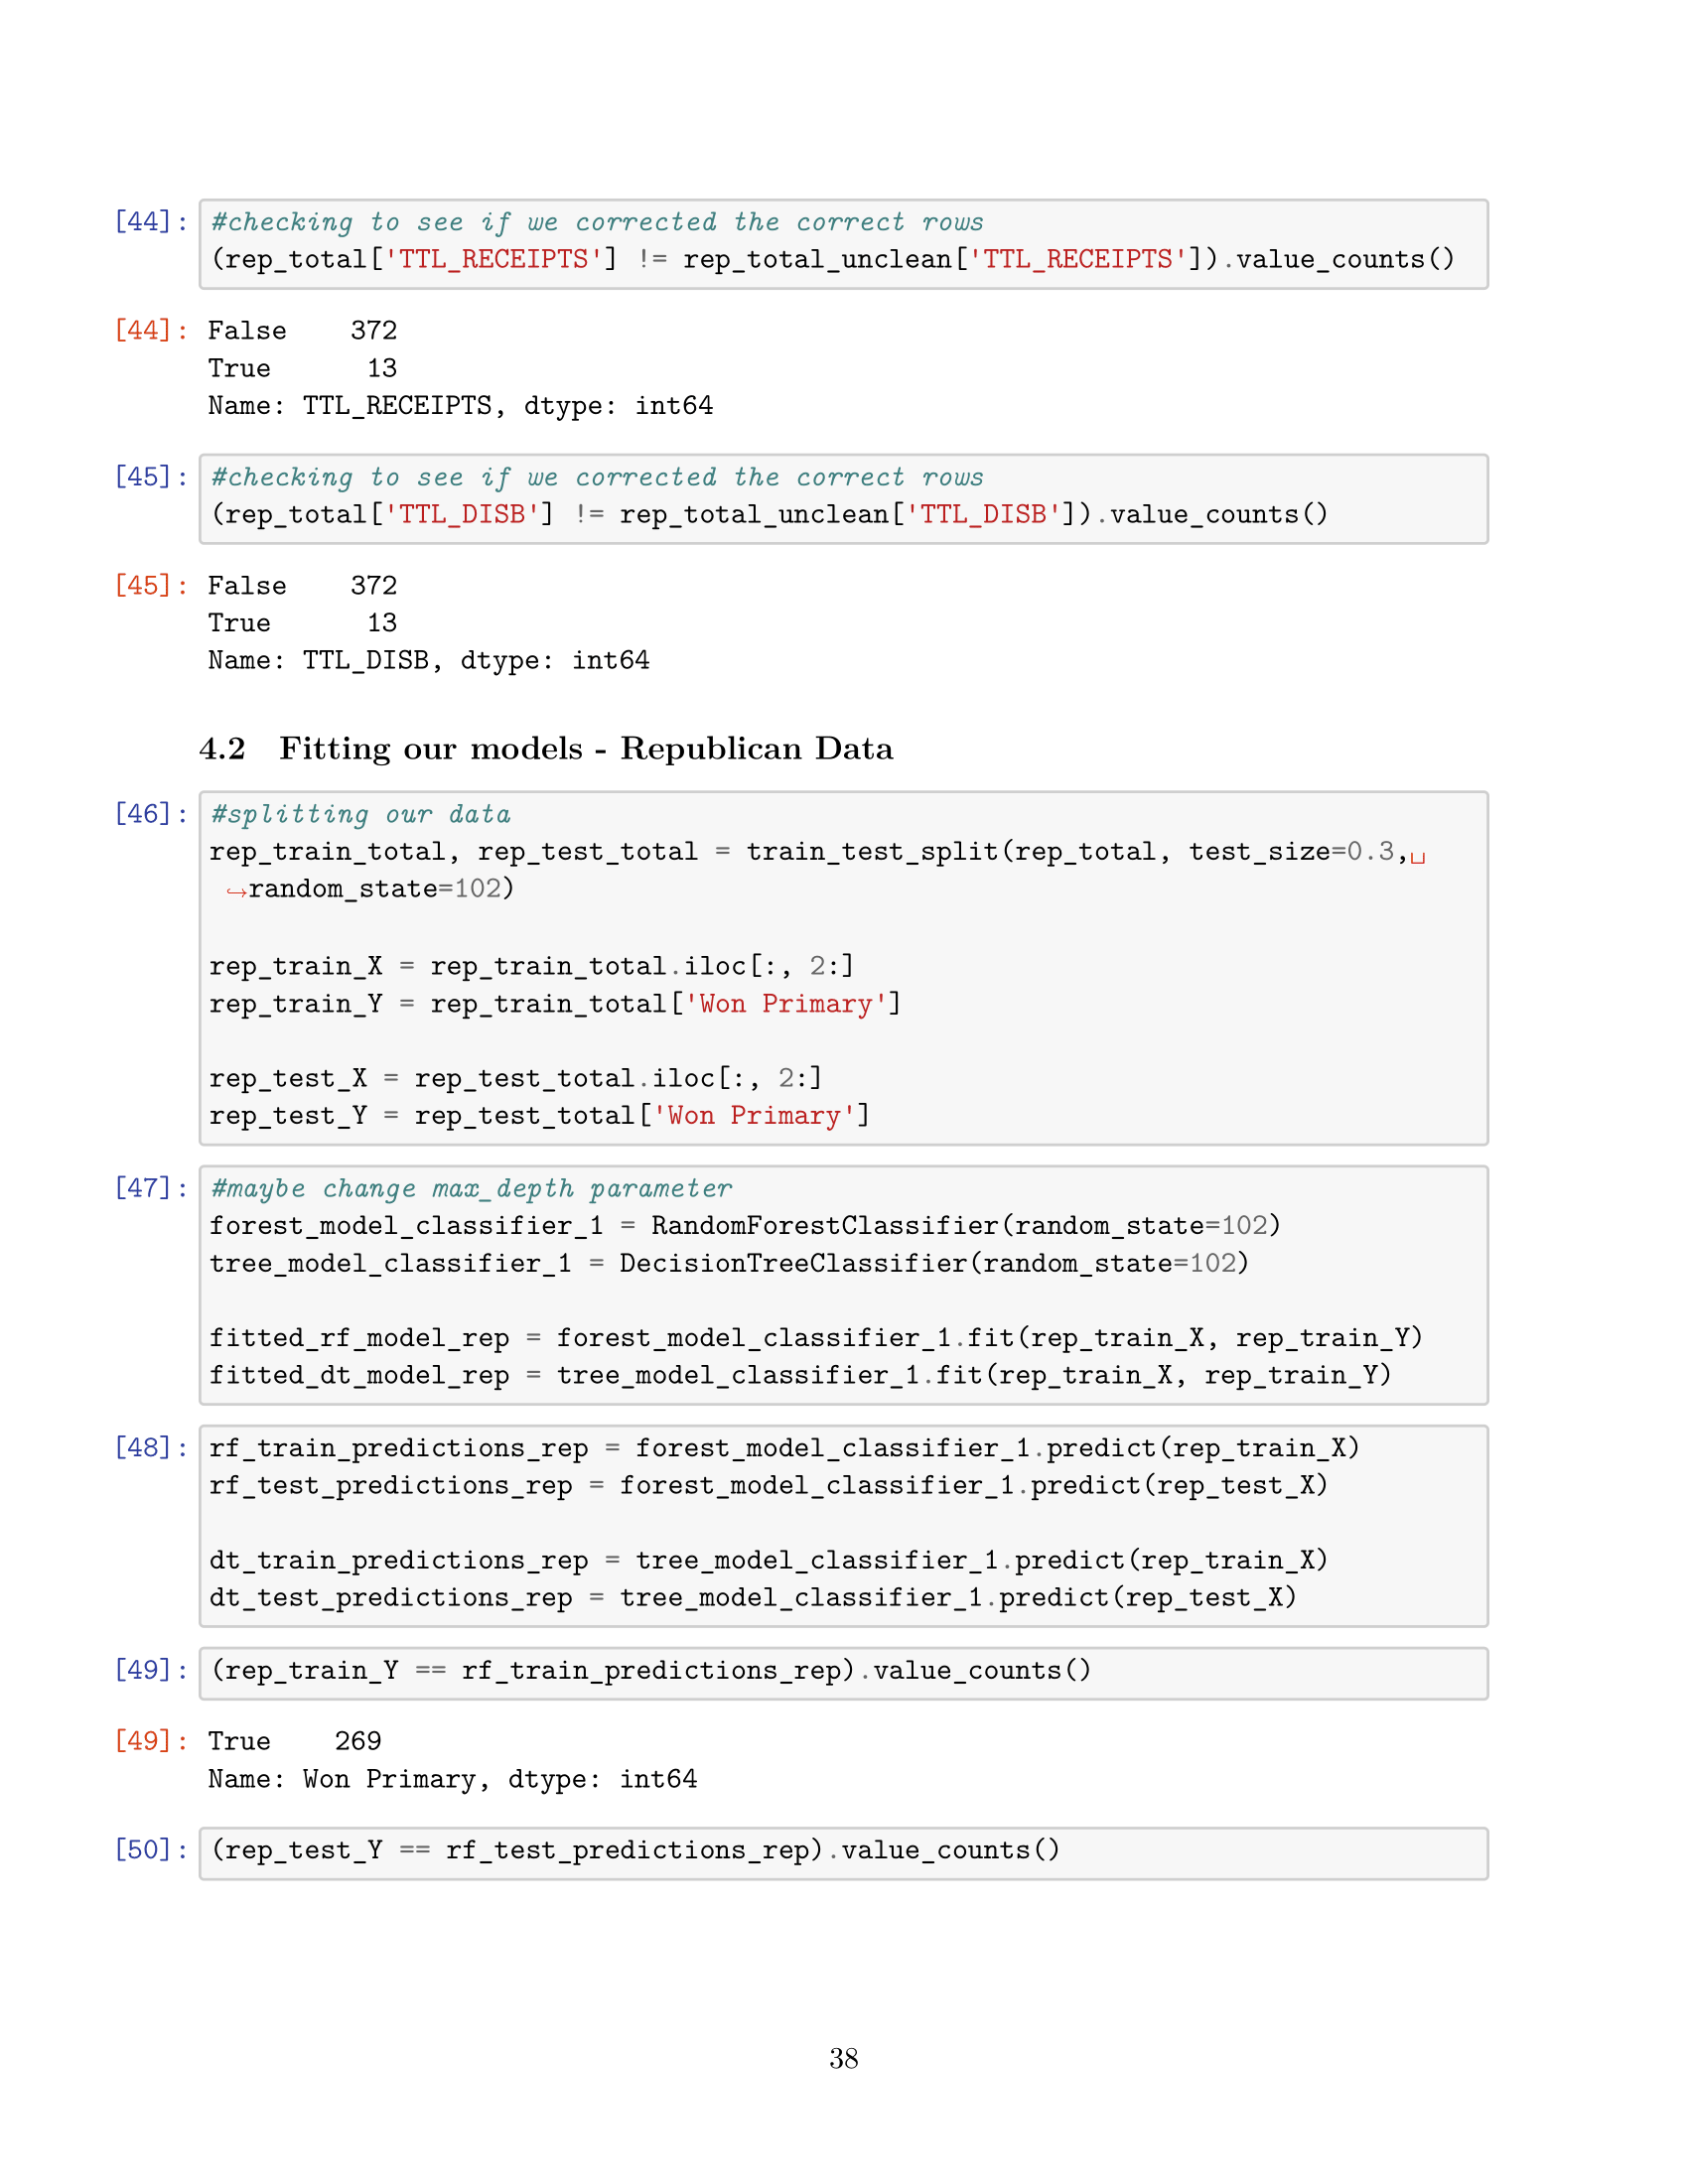 [44]: #checking to see if we corrected the correct rows
(rep_total['TTL_RECEIPTS'] != rep_total_unclean['TTL_RECEIPTS']).value_counts()
[44]: False    372
True      13
Name: TTL_RECEIPTS, dtype: int64
[45]: #checking to see if we corrected the correct rows
(rep_total['TTL_DISB'] != rep_total_unclean['TTL_DISB']).value_counts()
[45]: False    372
True      13
Name: TTL_DISB, dtype: int64
4.2 Fitting our models - Republican Data
[46]: #splitting our data
rep_train_total, rep_test_total = train_test_split(rep_total, test_size=0.3,␣
↪random_state=102)
rep_train_X = rep_train_total.iloc[:, 2:]
rep_train_Y = rep_train_total['Won Primary']
rep_test_X = rep_test_total.iloc[:, 2:]
rep_test_Y = rep_test_total['Won Primary']
[47]: #maybe change max_depth parameter
forest_model_classifier_1 = RandomForestClassifier(random_state=102)
tree_model_classifier_1 = DecisionTreeClassifier(random_state=102)
fitted_rf_model_rep = forest_model_classifier_1.fit(rep_train_X, rep_train_Y)
fitted_dt_model_rep = tree_model_classifier_1.fit(rep_train_X, rep_train_Y)
[48]: rf_train_predictions_rep = forest_model_classifier_1.predict(rep_train_X)
rf_test_predictions_rep = forest_model_classifier_1.predict(rep_test_X)
dt_train_predictions_rep = tree_model_classifier_1.predict(rep_train_X)
dt_test_predictions_rep = tree_model_classifier_1.predict(rep_test_X)
[49]: (rep_train_Y == rf_train_predictions_rep).value_counts()
[49]: True    269
Name: Won Primary, dtype: int64
[50]: (rep_test_Y == rf_test_predictions_rep).value_counts()
38